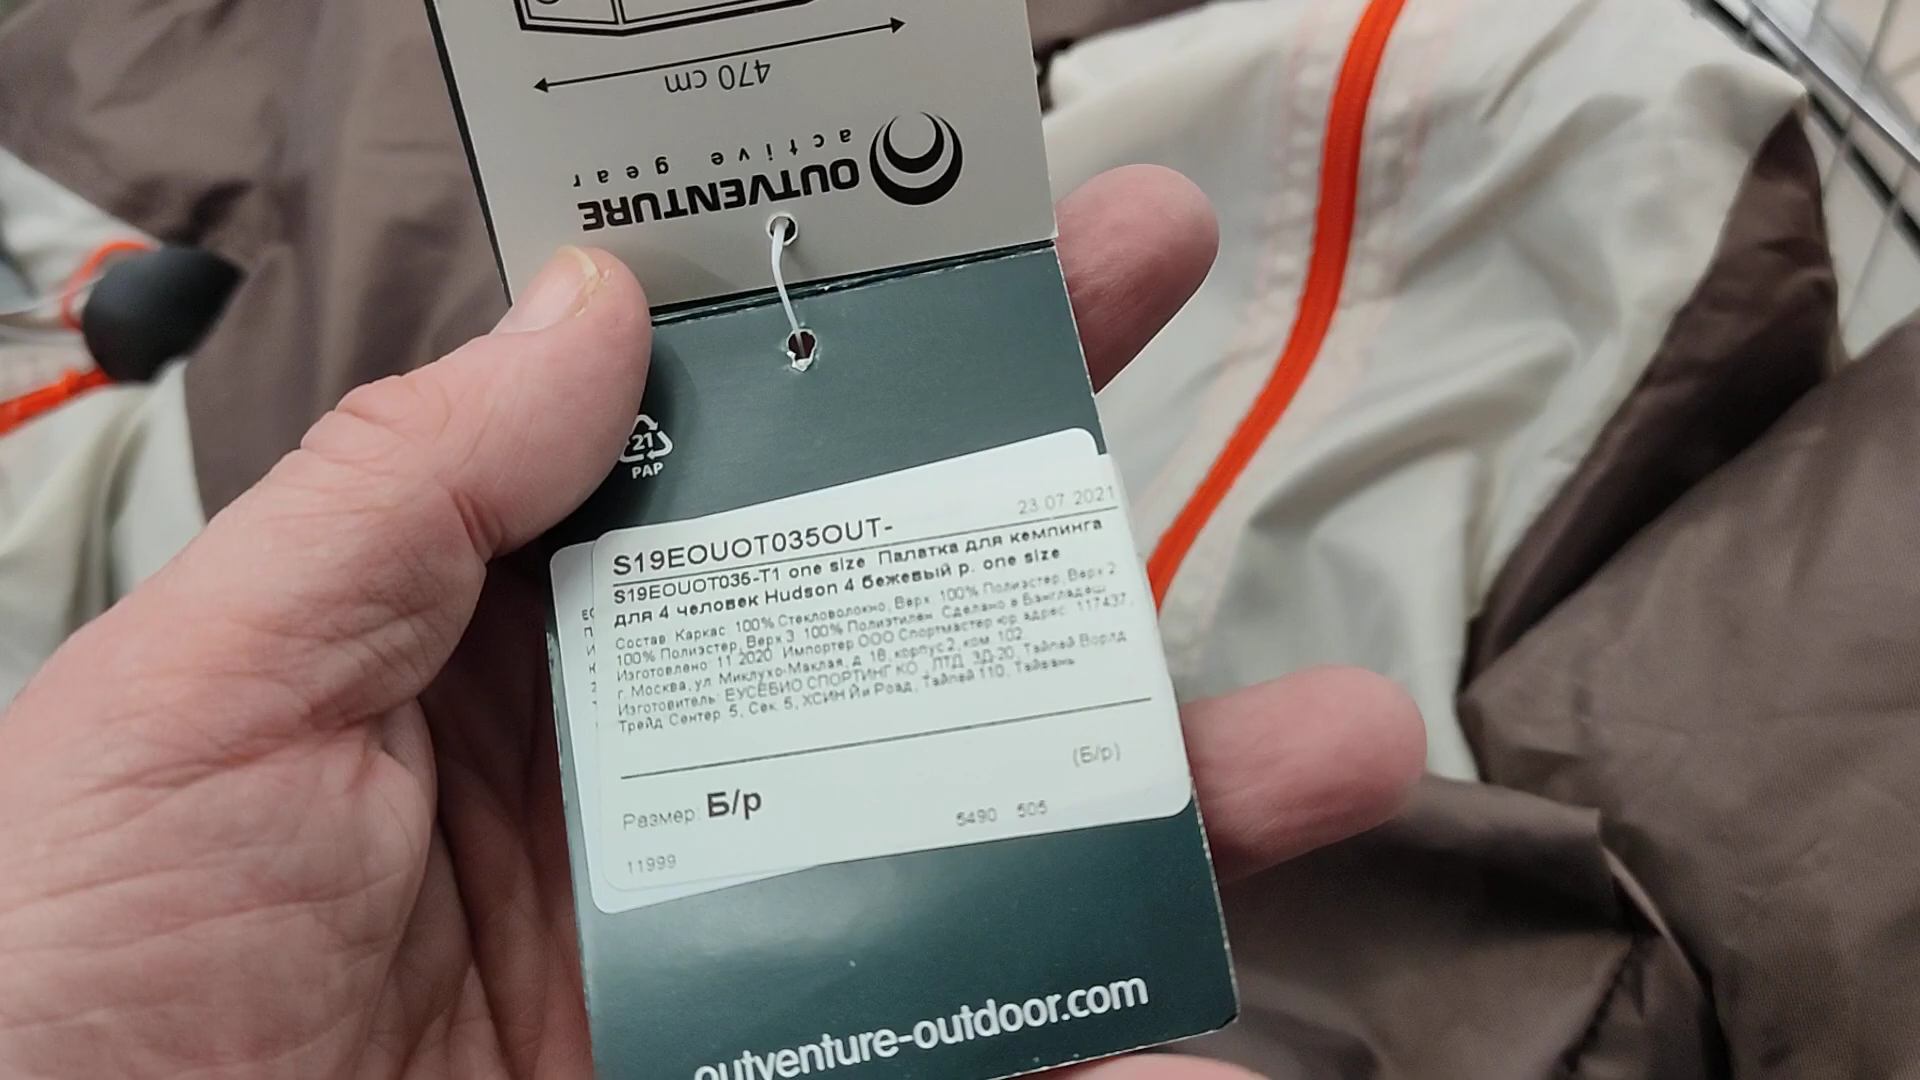 470 cm
OUTVENTURE
active gear
21
PAP
23 07 2021
S19EOUOT035OUT-
S19EOUOT035-T1 one size Палатка для кемпинга
для 4 человек Hudson 4 бежевый р. one size
Состав Каркас 100% Стекловолокно, Верх 100% Полиэстер, Верх 2
100% Полиэстер, Верх 3 100% Полиэтилен Сделано в Бангладеш
Изготовлено 11 2020 Импортер ООО Спортмастер юр адрес 117437,
г. Москва, ул Миклухо-Маклая, д 18, корпус 2, ком 102
Изготовитель ЕУСЕБИО СПОРТИНГ КО , ЛТД 3Д-20, Тайпей Ворлд
Трейд Сентер 5, Сек 5, ХСИН Йи Роад, Тайпей 110, Тайвань
(Б/р)
Размер Б/р
5490 505
11999
outventure-outdoor.com